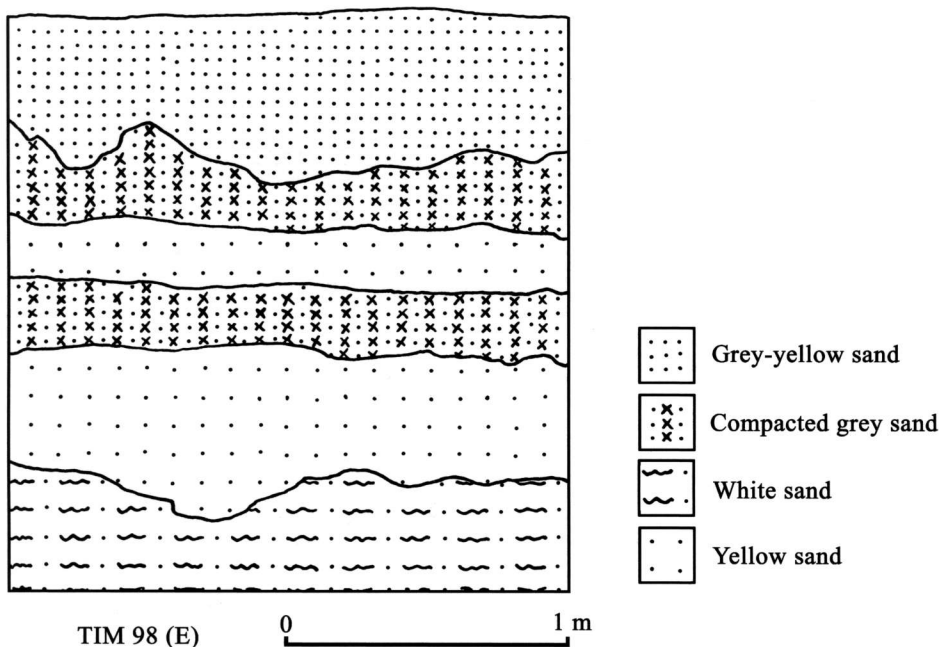 Grey-yellow sand
Compacted grey sand
White sand
Yellow sand
TIM 98 (E)
0 1 m